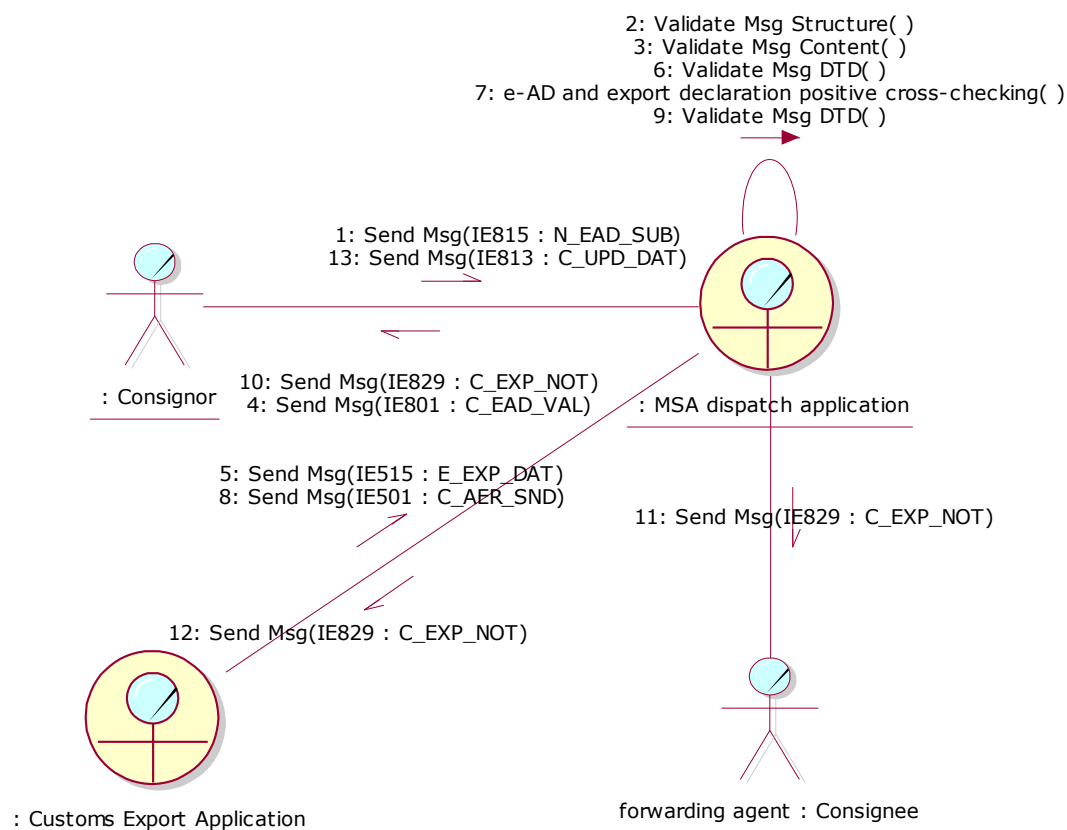 2: Validate Msg Structure( )
3: Validate Msg Content( )
6: Validate Msg DTD( )
7: e-AD and export declaration positive cross-checking( )
9: Validate Msg DTD( )
1: Send Msg(IE815 : N_EAD_SUB)
13: Send Msg(IE813 : C_UPD_DAT)
10: Send Msg(IE829 : C_EXP_NOT)
4: Send Msg(IE801 : C_EAD_VAL)
: Consignor
: MSA dispatch application
5: Send Msg(IE515 : E_EXP_DAT)
8: Send Msg(IE501 : C_AER_SND)
11: Send Msg(IE829 : C_EXP_NOT)
12: Send Msg(IE829 : C_EXP_NOT)
: Customs Export Application
forwarding agent : Consignee